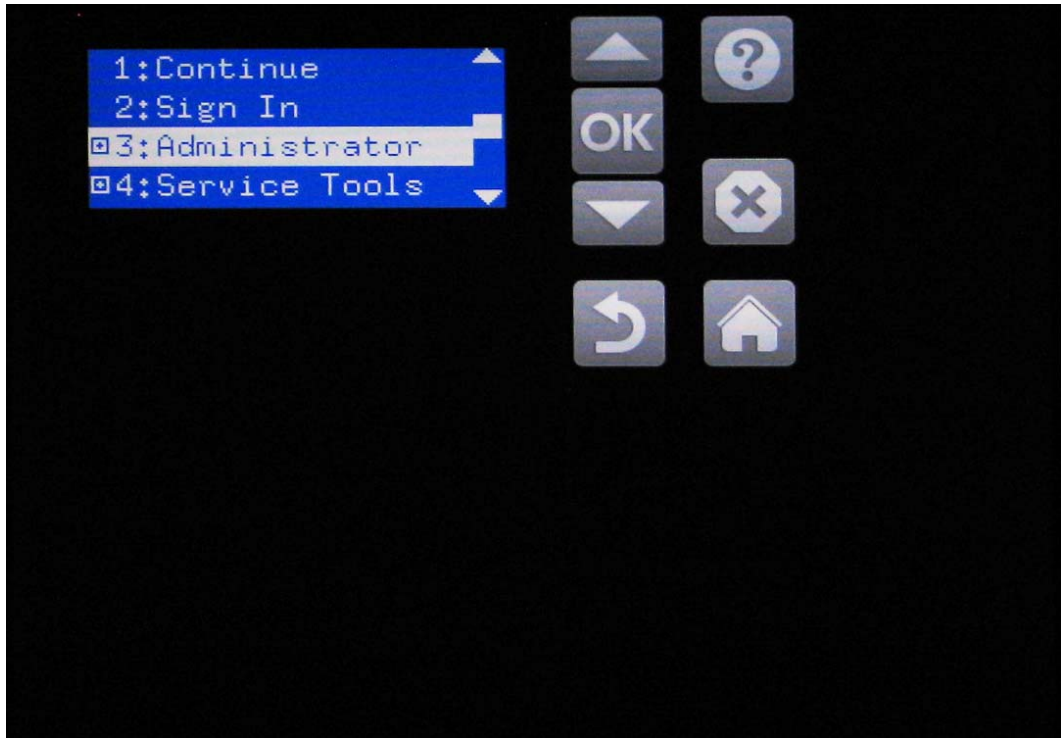 1:Continue
2:Sign In
3:Administrator
4:Service Tools
OK
?